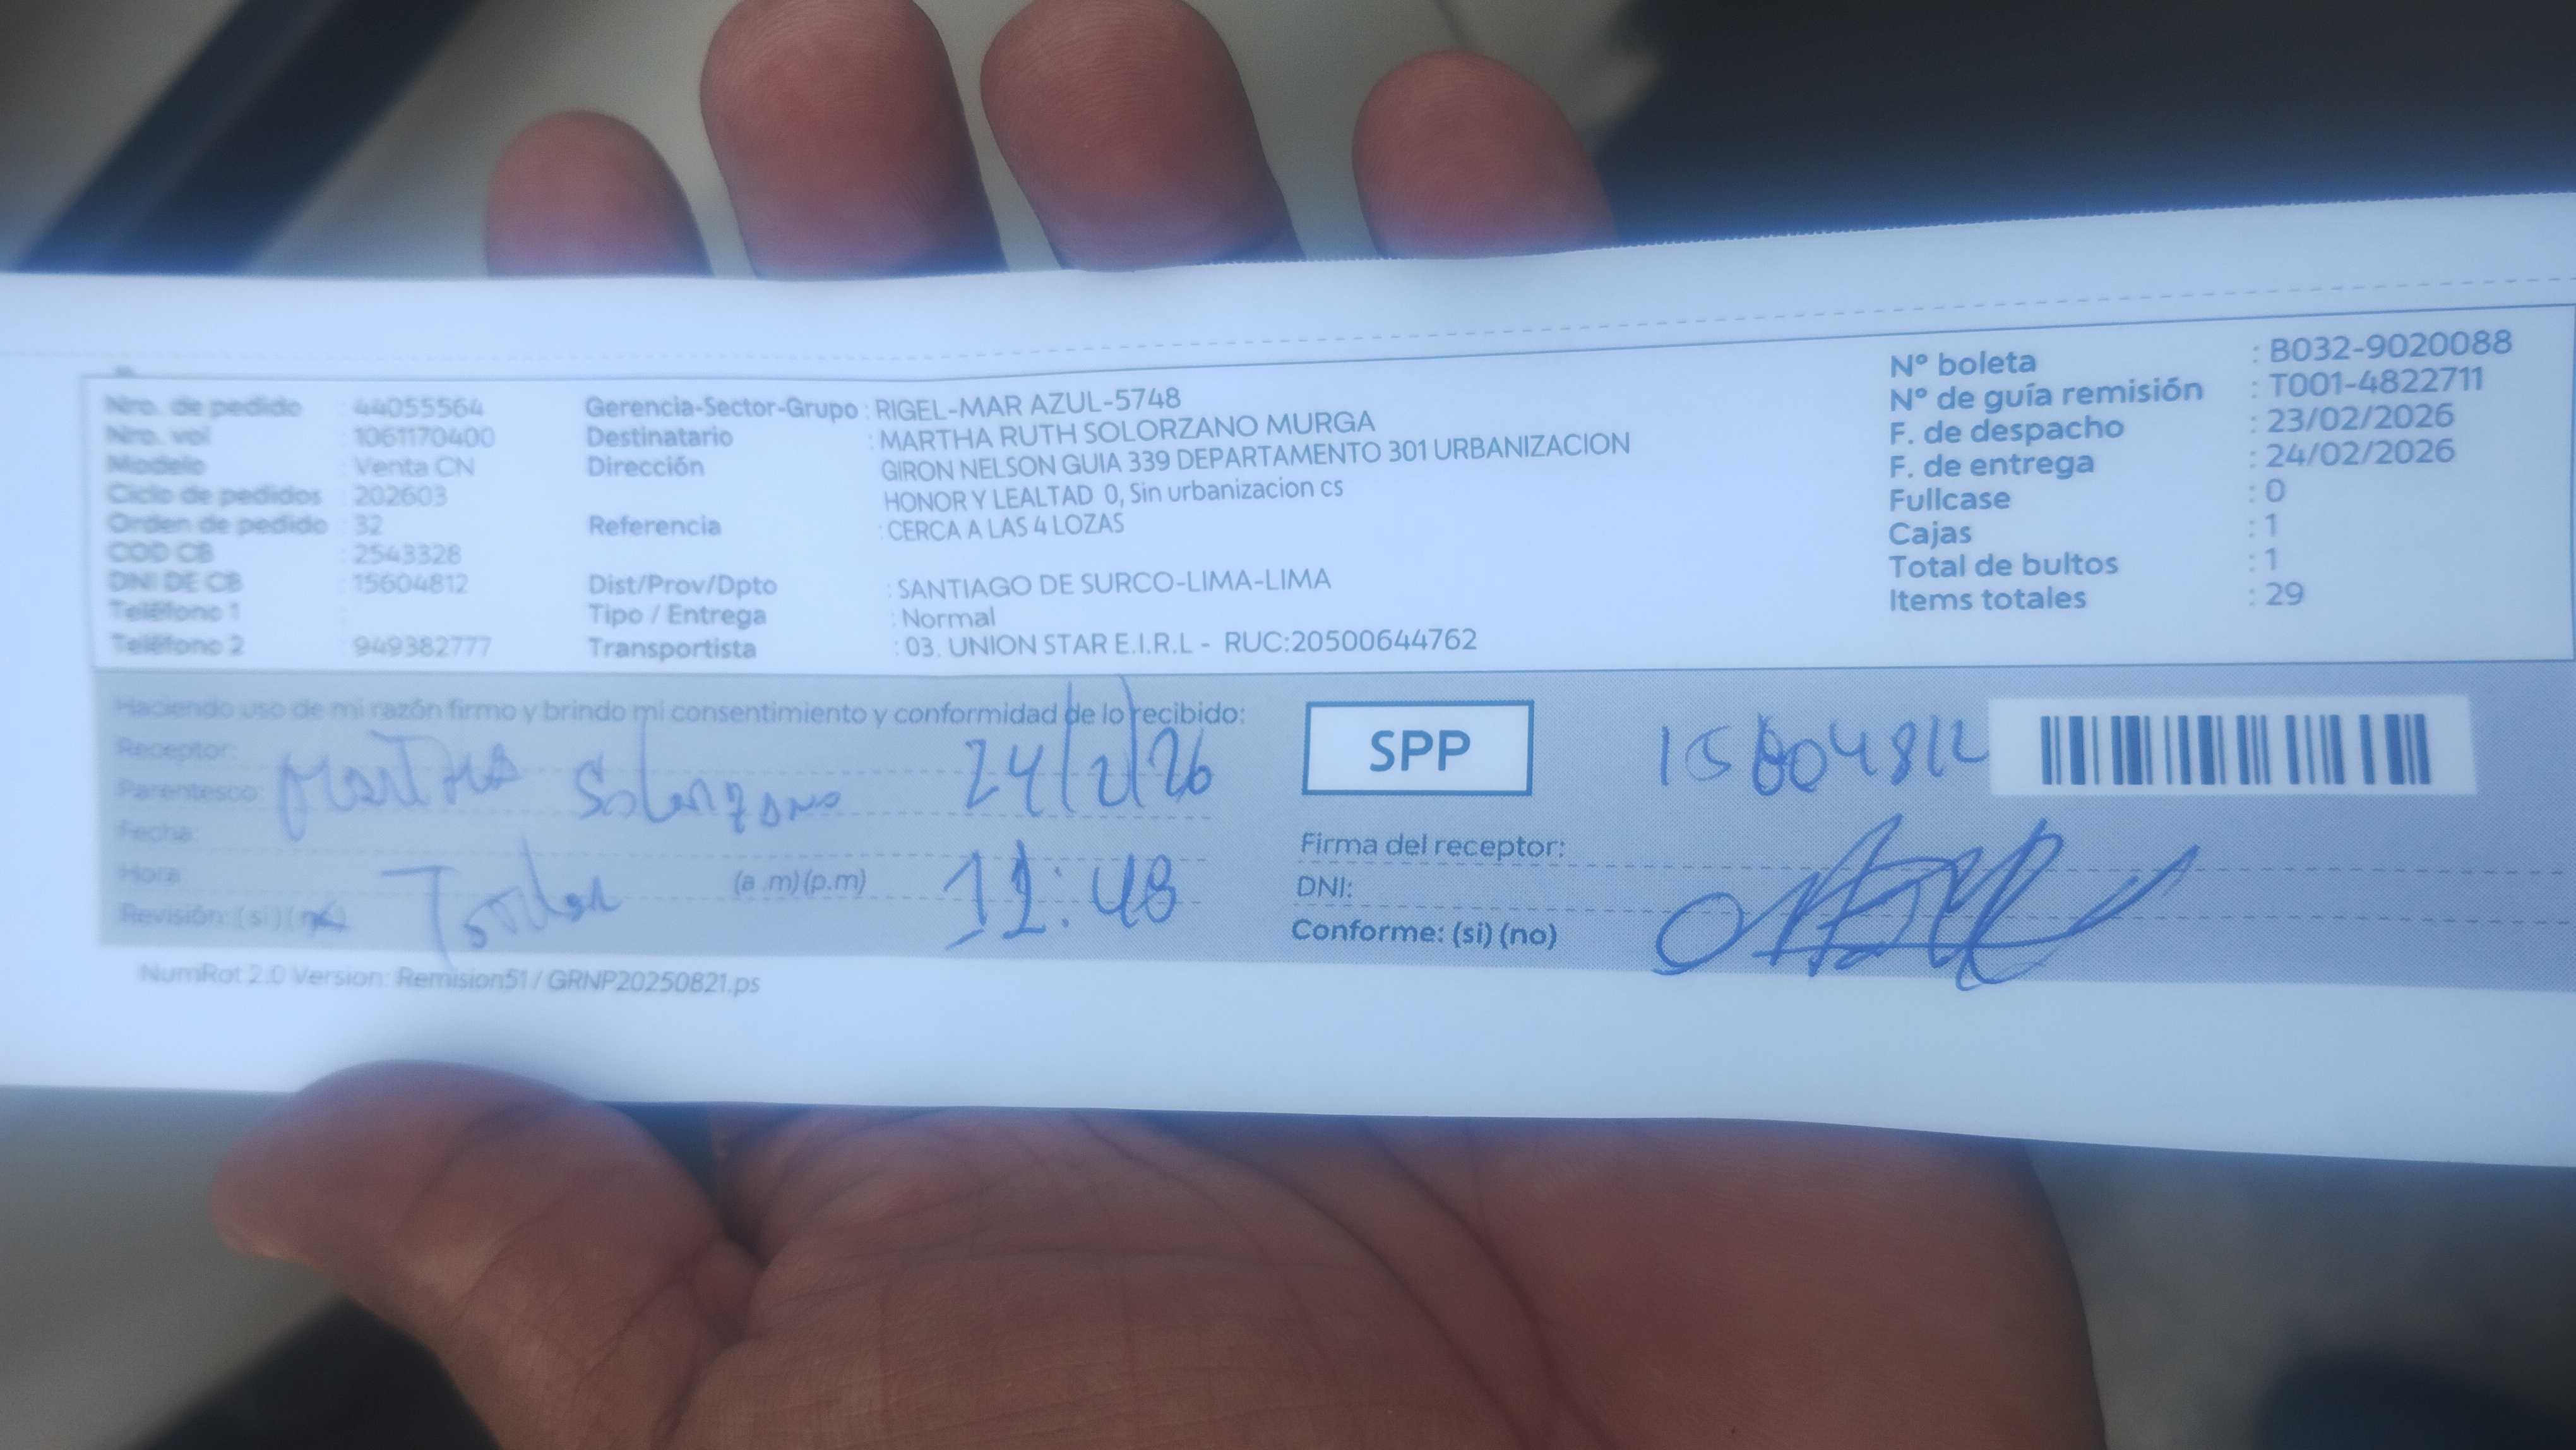 Nro. de pedido : 44055564
Nro. vol : 1061170400
Modelo : Venta CN
Ciclo de pedidos : 202603
Orden de pedido : 32
COD CB : 2543328
DNI DE CB : 15604812
Teléfono 1 :
Teléfono 2 : 949382777
Gerencia-Sector-Grupo : RIGEL-MAR AZUL-5748
Destinatario : MARTHA RUTH SOLORZANO MURGA
Dirección GIRON NELSON GUIA 339 DEPARTAMENTO 301 URBANIZACION
HONOR Y LEALTAD 0, Sin urbanizacion cs
Referencia : CERCA A LAS 4 LOZAS
Dist/Prov/Dpto : SANTIAGO DE SURCO-LIMA-LIMA
Tipo / Entrega : Normal
Transportista : 03. UNION STAR E.I.R.L - RUC:20500644762
N° boleta : B032-9020088
N° de guía remisión : T001-4822711
F. de despacho : 23/02/2026
F. de entrega : 24/02/2026
Fullcase : 0
Cajas : 1
Total de bultos : 1
Items totales : 29
Haciendo uso de mi razón firmo y brindo mi consentimiento y conformidad de lo recibido:
Receptor:
Parentesco: Martha Solorzano 24/2/26
Fecha:
Hora: (a .m)(p.m) 11:48
Revisión: (si) (no)
SPP 15604812
Firma del receptor:
DNI:
Conforme: (si) (no)
NumRot 2.0 Version: Remision51 / GRNP20250821.ps